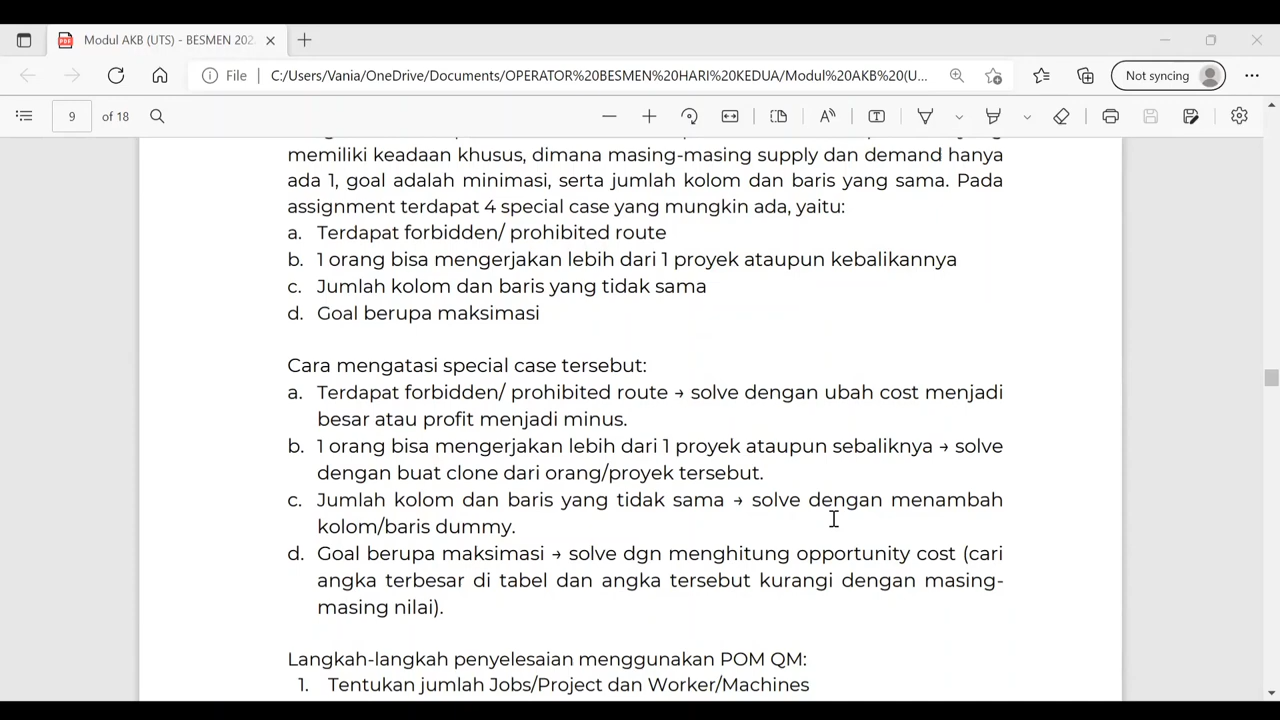 Modul AKB (UTS) - BESMEN 202
File
C:/Users/Vania/OneDrive/Documents/OPERATOR%20BESMEN%20HARI%20KEDUA/Modul%20AKB%20(U...
Not syncing
9 of 18
memiliki keadaan khusus, dimana masing-masing supply dan demand hanya
ada 1, goal adalah minimasi, serta jumlah kolom dan baris yang sama. Pada
assignment terdapat 4 special case yang mungkin ada, yaitu:
a. Terdapat forbidden/ prohibited route
b. 1 orang bisa mengerjakan lebih dari 1 proyek ataupun kebalikannya
c. Jumlah kolom dan baris yang tidak sama
d. Goal berupa maksimasi
Cara mengatasi special case tersebut:
a. Terdapat forbidden/ prohibited route → solve dengan ubah cost menjadi
besar atau profit menjadi minus.
b. 1 orang bisa mengerjakan lebih dari 1 proyek ataupun sebaliknya → solve
dengan buat clone dari orang/proyek tersebut.
c. Jumlah kolom dan baris yang tidak sama → solve dengan menambah
kolom/baris dummy.
d. Goal berupa maksimasi → solve dgn menghitung opportunity cost (cari
angka terbesar di tabel dan angka tersebut kurangi dengan masing-
masing nilai).
Langkah-langkah penyelesaian menggunakan POM QM:
1. Tentukan jumlah Jobs/Project dan Worker/Machines